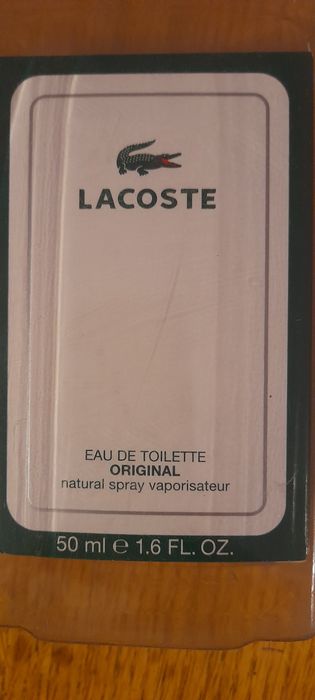 LACOSTE
EAU DE TOILETTE
ORIGINAL
natural spray vaporisateur
50 ml ℮ 1.6 FL. OZ.